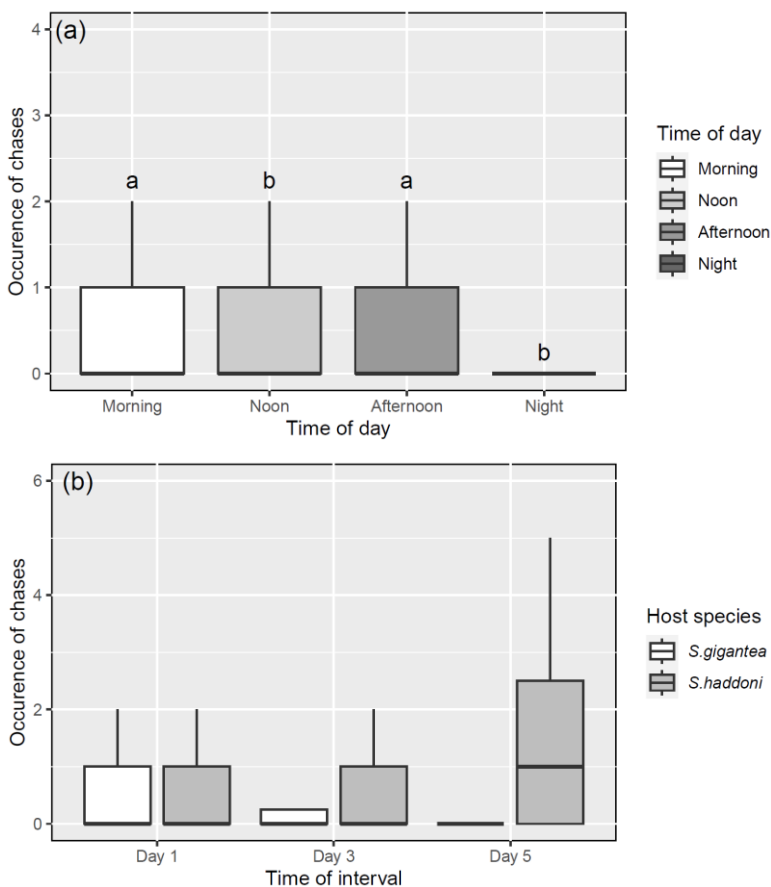 (a)
4
3
2
1
0
Occurence of chases
a
b
a
b
Morning
Noon
Afternoon
Night
Time of day
Time of day
Morning
Noon
Afternoon
Night
(b)
6
4
2
0
Occurence of chases
Day 1
Day 3
Day 5
Time of interval
Host species
S.gigantea
S.haddoni